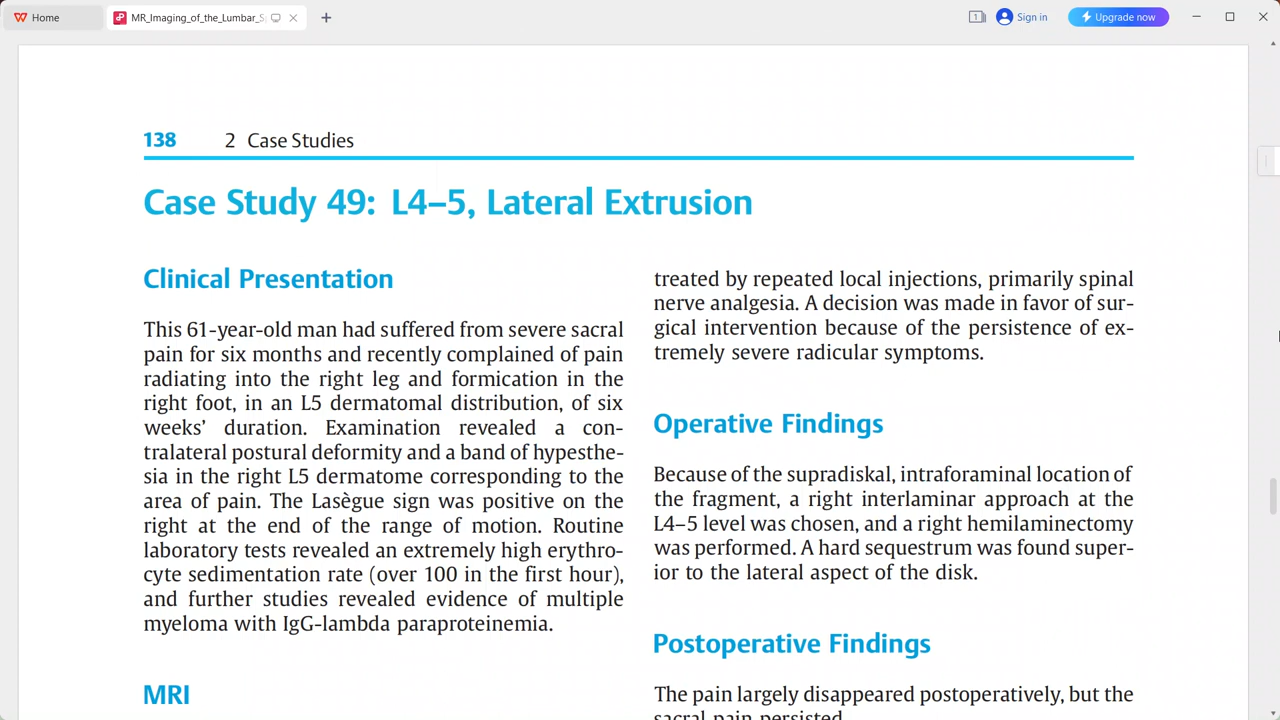 Home
MR_Imaging_of_the_Lumbar_S
1
Sign in
Upgrade now
138 2 Case Studies
Case Study 49: L4–5, Lateral Extrusion
Clinical Presentation
This 61-year-old man had suffered from severe sacral
pain for six months and recently complained of pain
radiating into the right leg and formication in the
right foot, in an L5 dermatomal distribution, of six
weeks’ duration. Examination revealed a con-
tralateral postural deformity and a band of hypesthe-
sia in the right L5 dermatome corresponding to the
area of pain. The Lasègue sign was positive on the
right at the end of the range of motion. Routine
laboratory tests revealed an extremely high erythro-
cyte sedimentation rate (over 100 in the first hour),
and further studies revealed evidence of multiple
myeloma with IgG-lambda paraproteinemia.
MRI
treated by repeated local injections, primarily spinal
nerve analgesia. A decision was made in favor of sur-
gical intervention because of the persistence of ex-
tremely severe radicular symptoms.
Operative Findings
Because of the supradiskal, intraforaminal location of
the fragment, a right interlaminar approach at the
L4–5 level was chosen, and a right hemilaminectomy
was performed. A hard sequestrum was found super-
ior to the lateral aspect of the disk.
Postoperative Findings
The pain largely disappeared postoperatively, but the
sacral pain persisted.